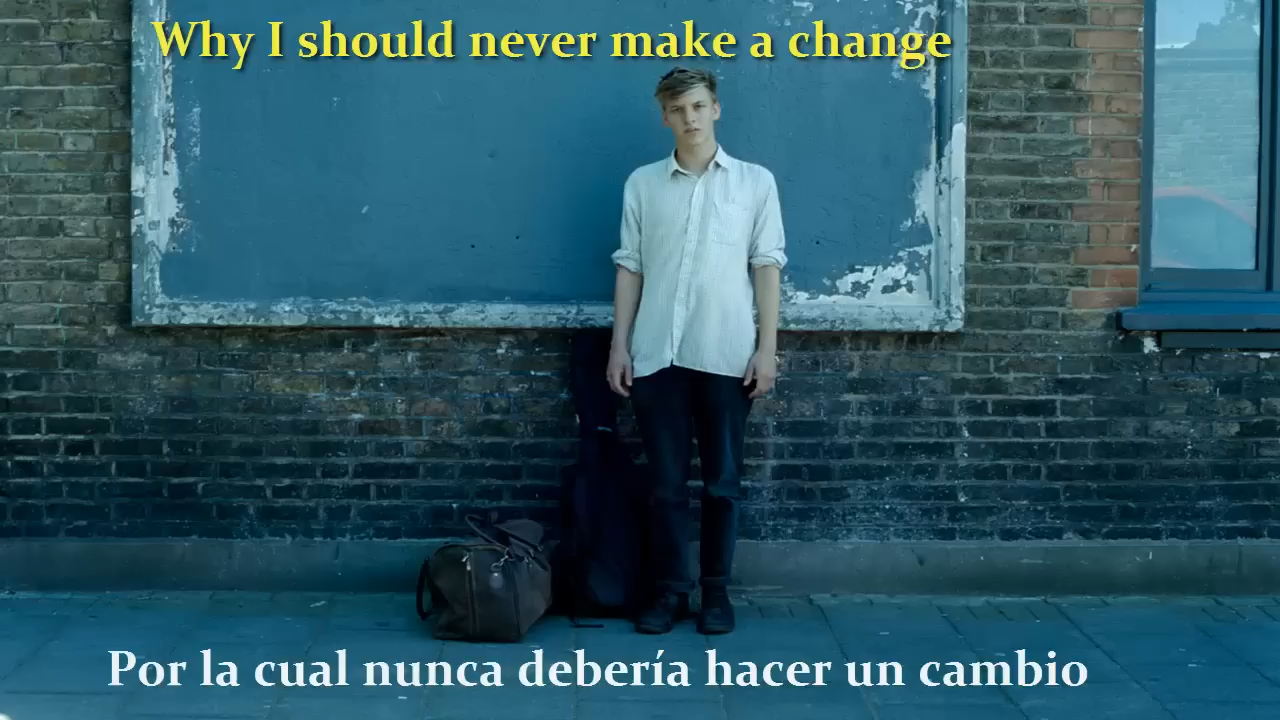 Why I should never make a change
Por la cual nunca debería hacer un cambio